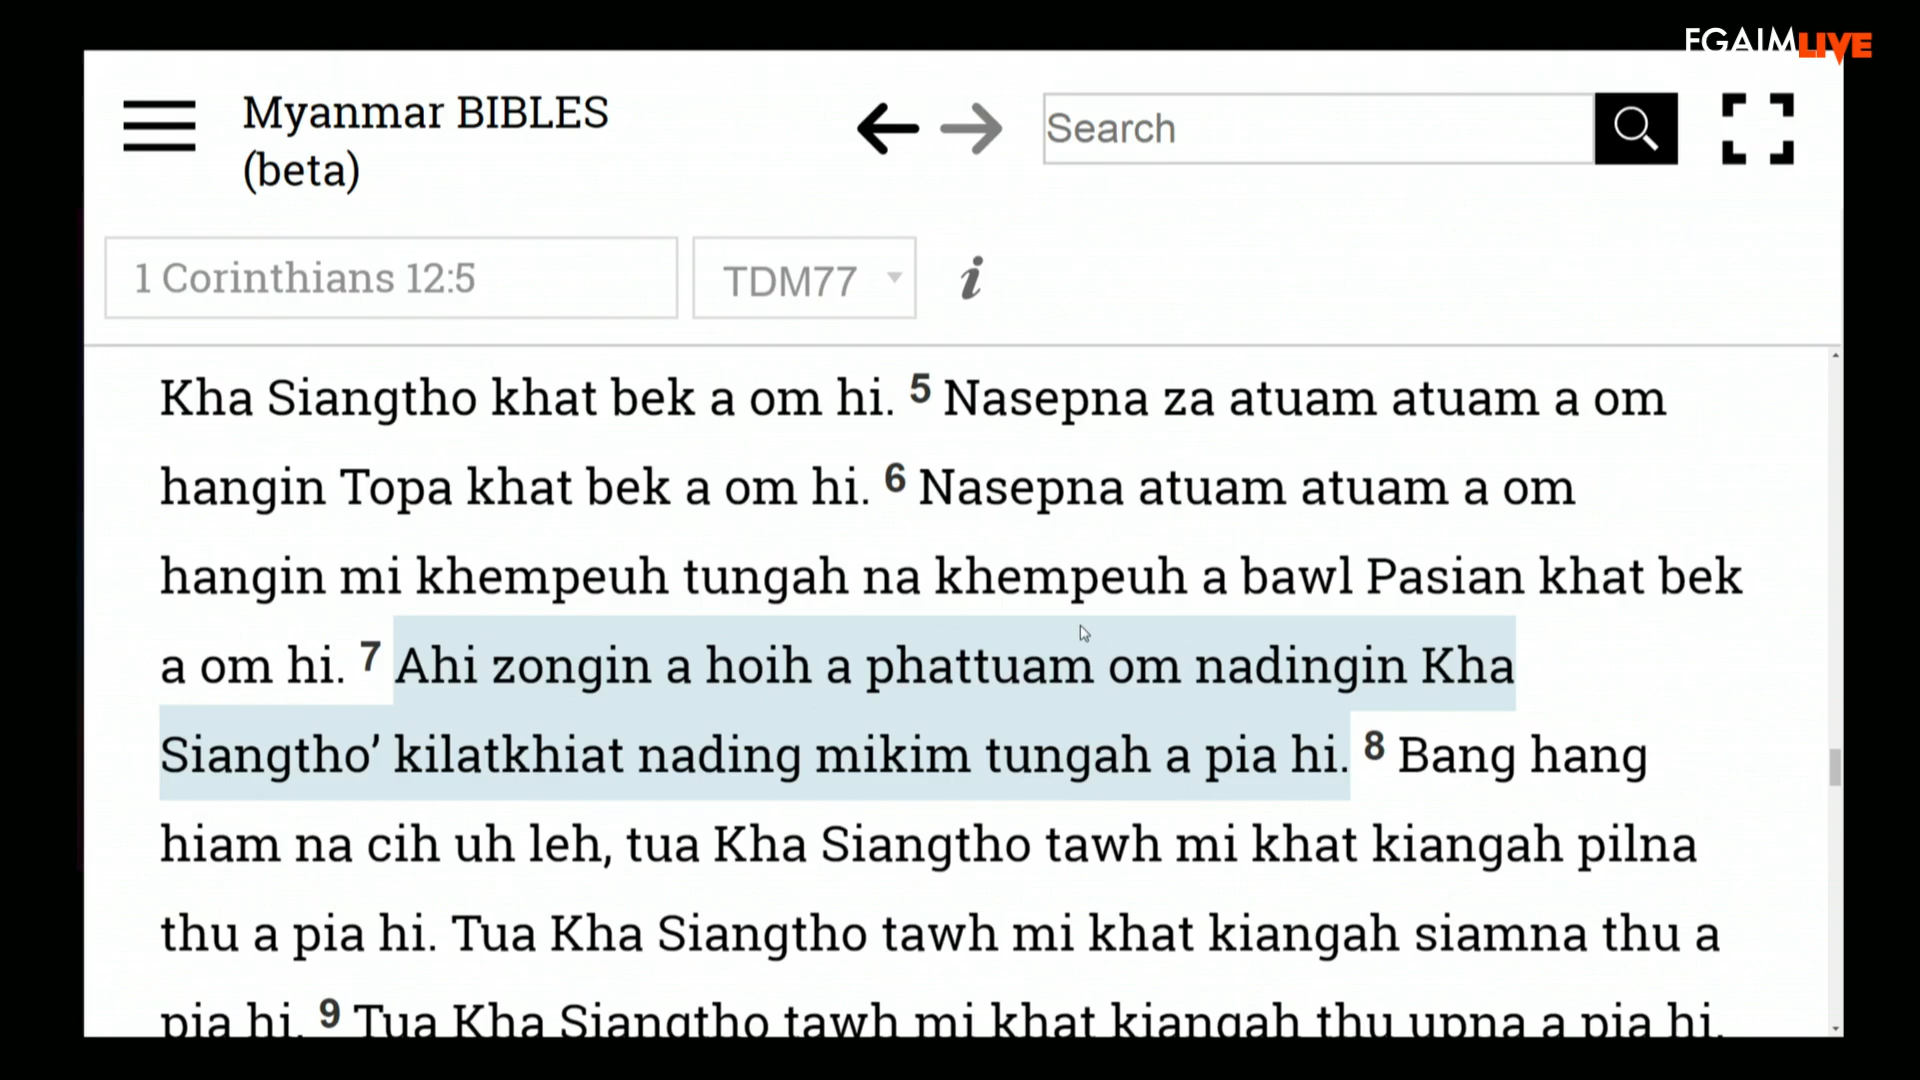 FGAIM LIVE
Myanmar BIBLES
(beta)
Search
1 Corinthians 12:5
TDM77
i
Kha Siangtho khat bek a om hi. 5 Nasepna za atuam atuam a om
hangin Topa khat bek a om hi. 6 Nasepna atuam atuam a om
hangin mi khempeuh tungah na khempeuh a bawl Pasian khat bek
a om hi. 7 Ahi zongin a hoih a phattuam om nadingin Kha
Siangtho’ kilatkhiat nading mikim tungah a pia hi. 8 Bang hang
hiam na cih uh leh, tua Kha Siangtho tawh mi khat kiangah pilna
thu a pia hi. Tua Kha Siangtho tawh mi khat kiangah siamna thu a
pia hi. 9 Tua Kha Siangtho tawh mi khat kiangah thu upna a pia hi.